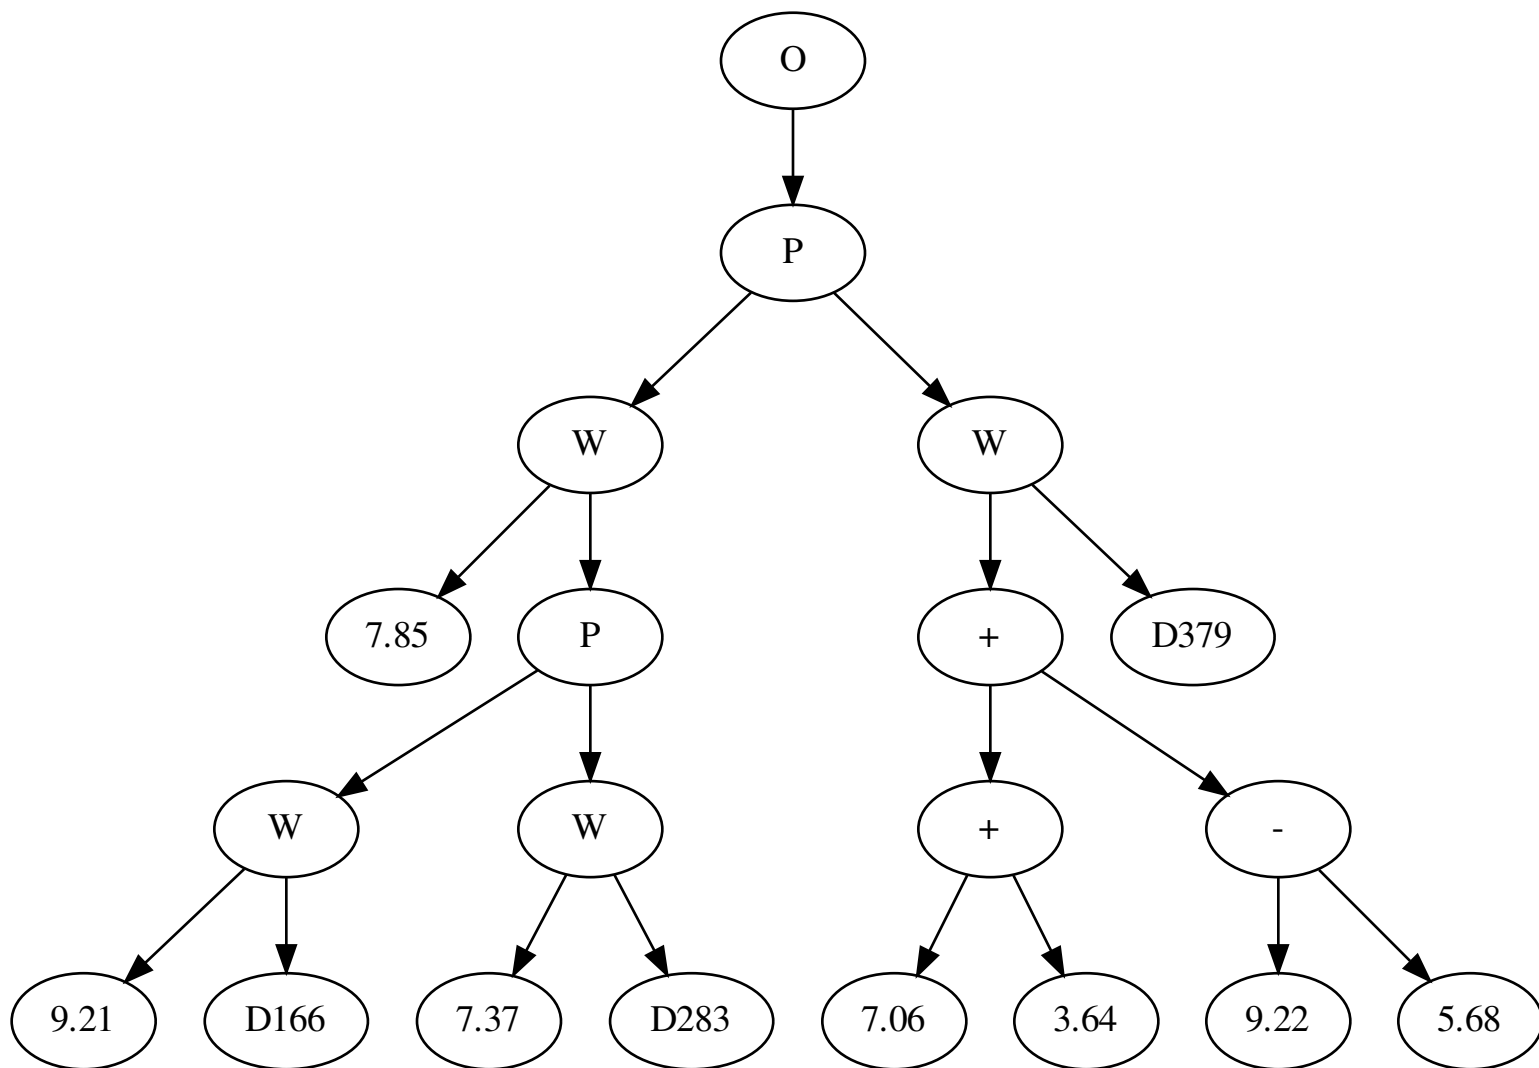 O
P
W W
7.85 P + D379
W W + -
9.21 D166 7.37 D283 7.06 3.64 9.22 5.68